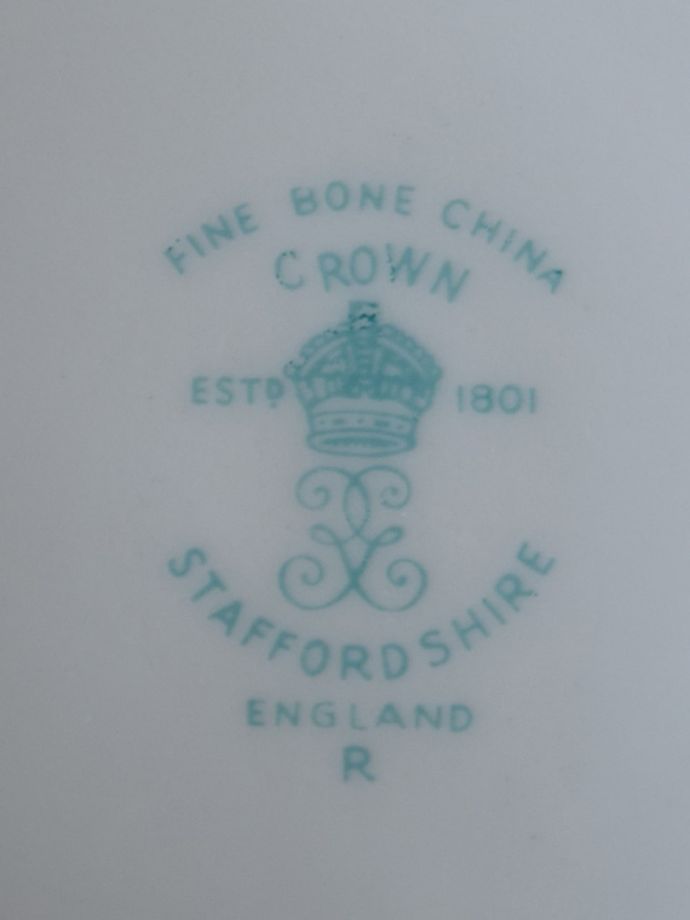 FINE BONE CHINA
CROWN
ESTD 1801
STAFFORDSHIRE
ENGLAND
R